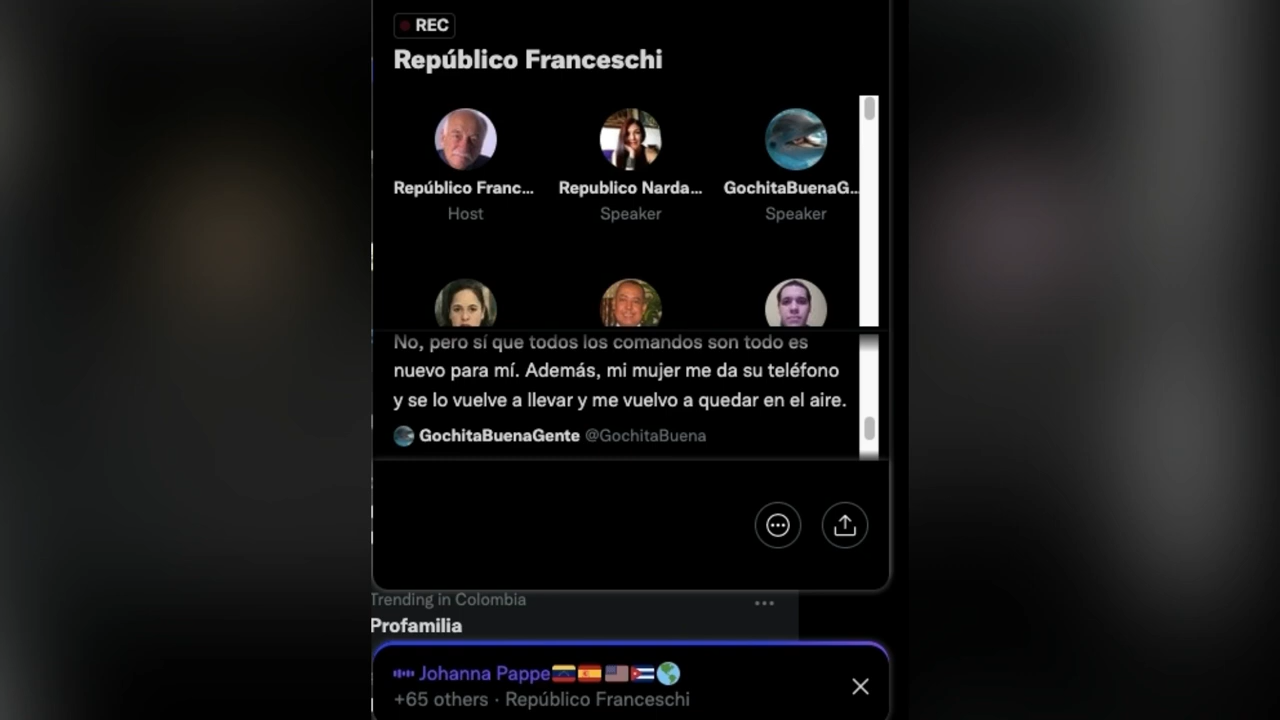 REC
Repúblico Franceschi
Repúblico Franc... Republico Narda... GochitaBuenaG...
Host Speaker Speaker
No, pero sí que todos los comandos son todo es
nuevo para mí. Además, mi mujer me da su teléfono
y se lo vuelve a llevar y me vuelvo a quedar en el aire.
GochitaBuenaGente @GochitaBuena
Trending in Colombia
Profamilia
Johanna Pappe
+65 others · Repúblico Franceschi